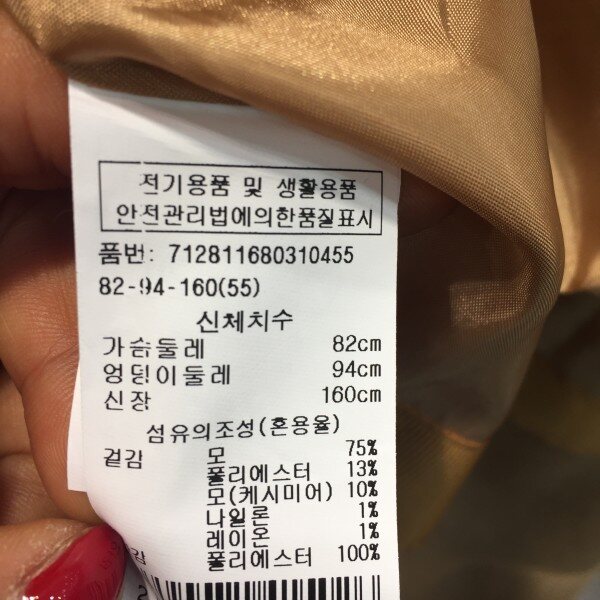 전기용품 및 생활용품
안전관리법에의한품질표시
품번: 712811680310455
82-94-160(55)
신체치수
가슴둘레 82cm
엉덩이둘레 94cm
신장 160cm
섬유의조성(혼용율)
겉감 모 75%
폴리에스터 13%
모(케시미어) 10%
나일론 1%
레이온 1%
감 폴리에스터 100%